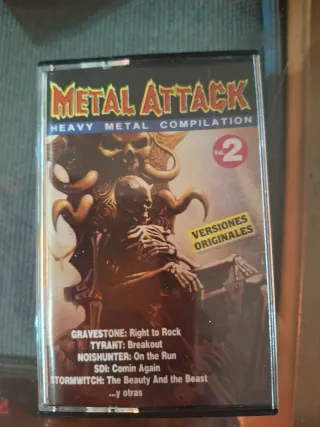 METAL ATTACK
HEAVY METAL COMPILATION
Vol. 2
VERSIONES
ORIGINALES
GRAVESTONE: Right to Rock
TYRANT: Breakout
NOISHUNTER: On the Run
SDI: Comin Again
STORMWITCH: The Beauty And the Beast
...y otras